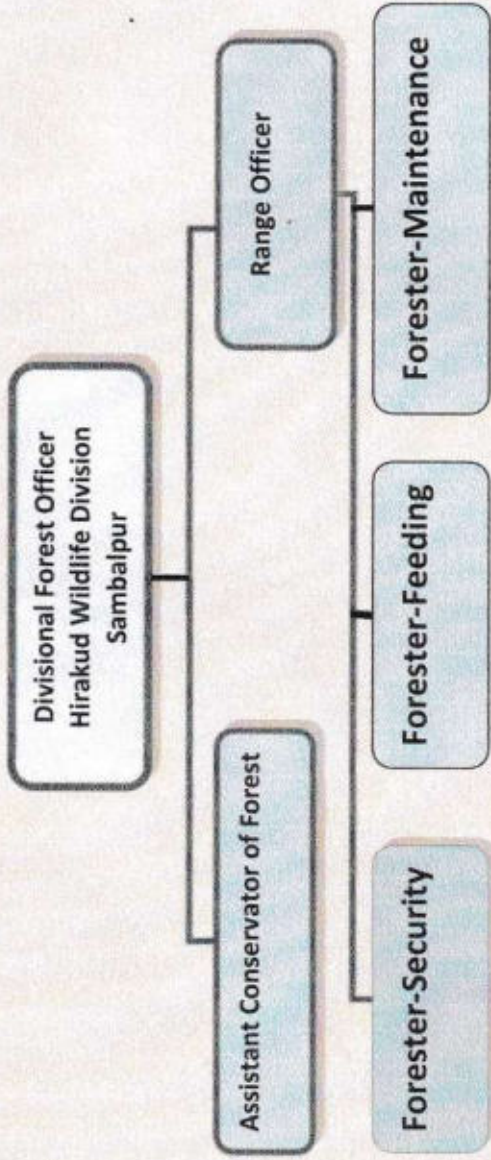 Divisional Forest Officer
Hirakud Wildlife Division
Sambalpur
Assistant Conservator of Forest
Range Officer
Forester-Security
Forester-Feeding
Forester-Maintenance